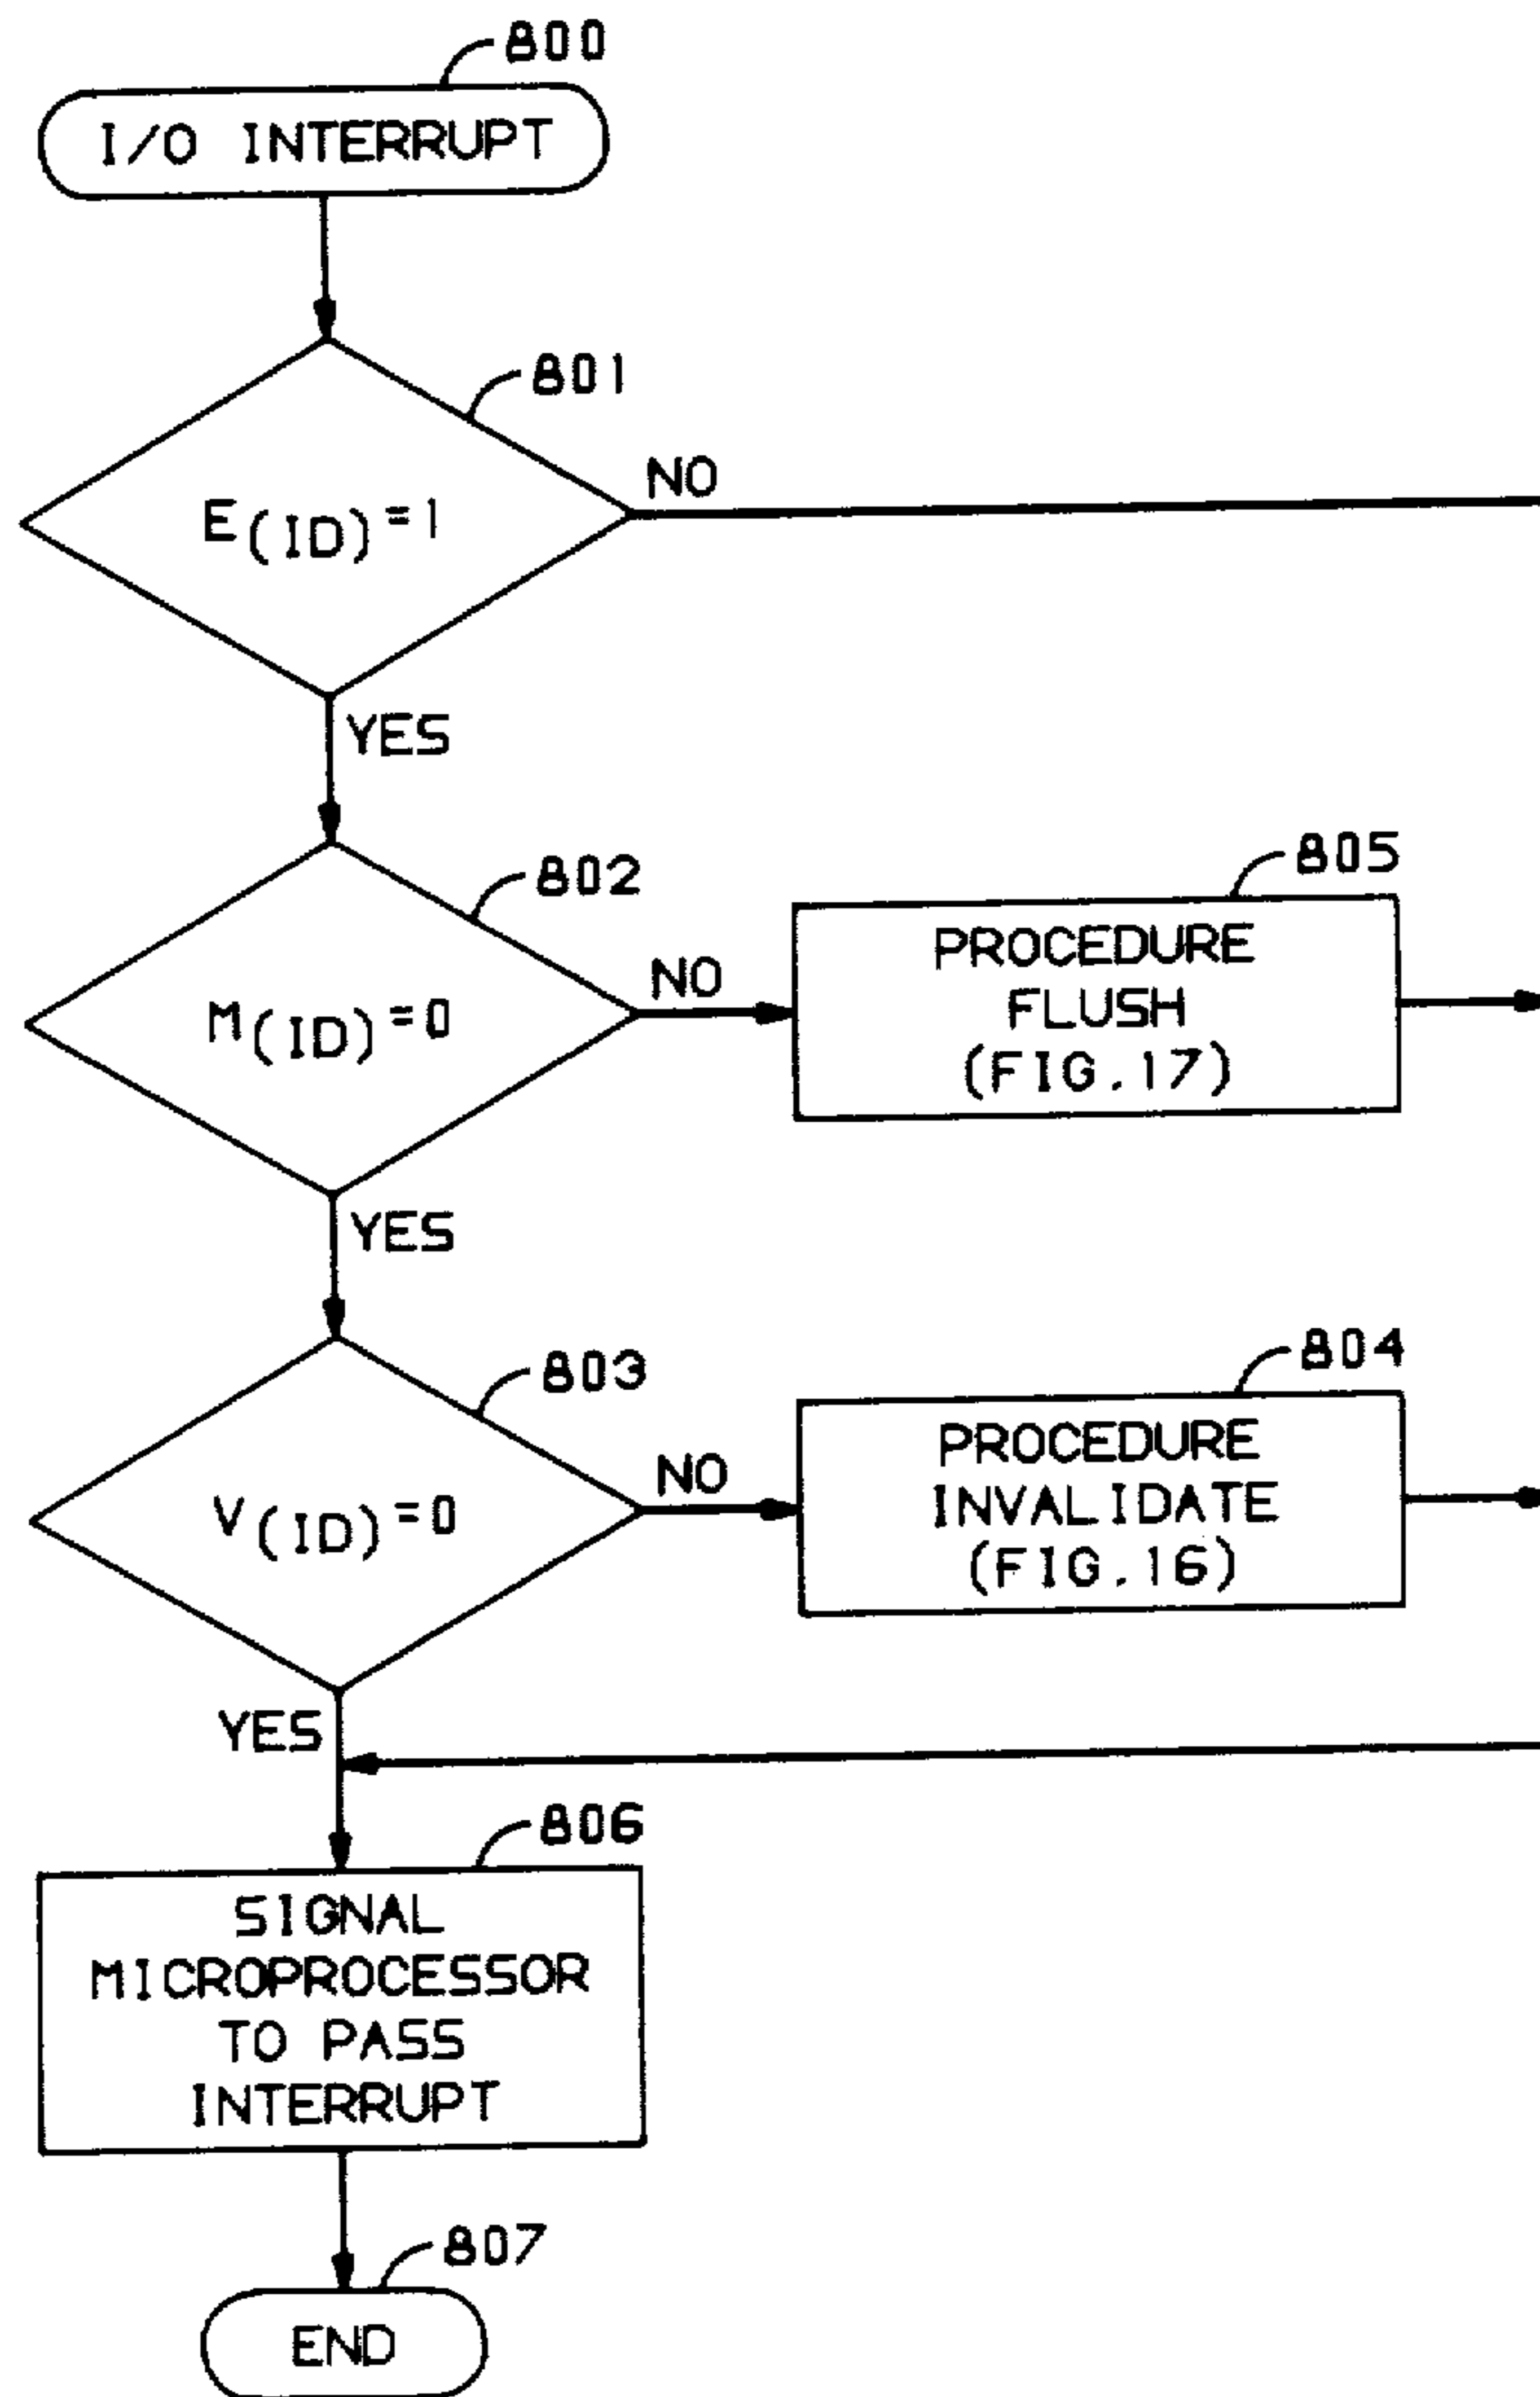 800
I/O INTERRUPT
801
E(ID)=1
NO
YES
802
M(ID)=0
NO
805
PROCEDURE
FLUSH
(FIG.17)
YES
803
V(ID)=0
NO
804
PROCEDURE
INVALIDATE
(FIG.16)
YES
806
SIGNAL
MICROPROCESSOR
TO PASS
INTERRUPT
807
END